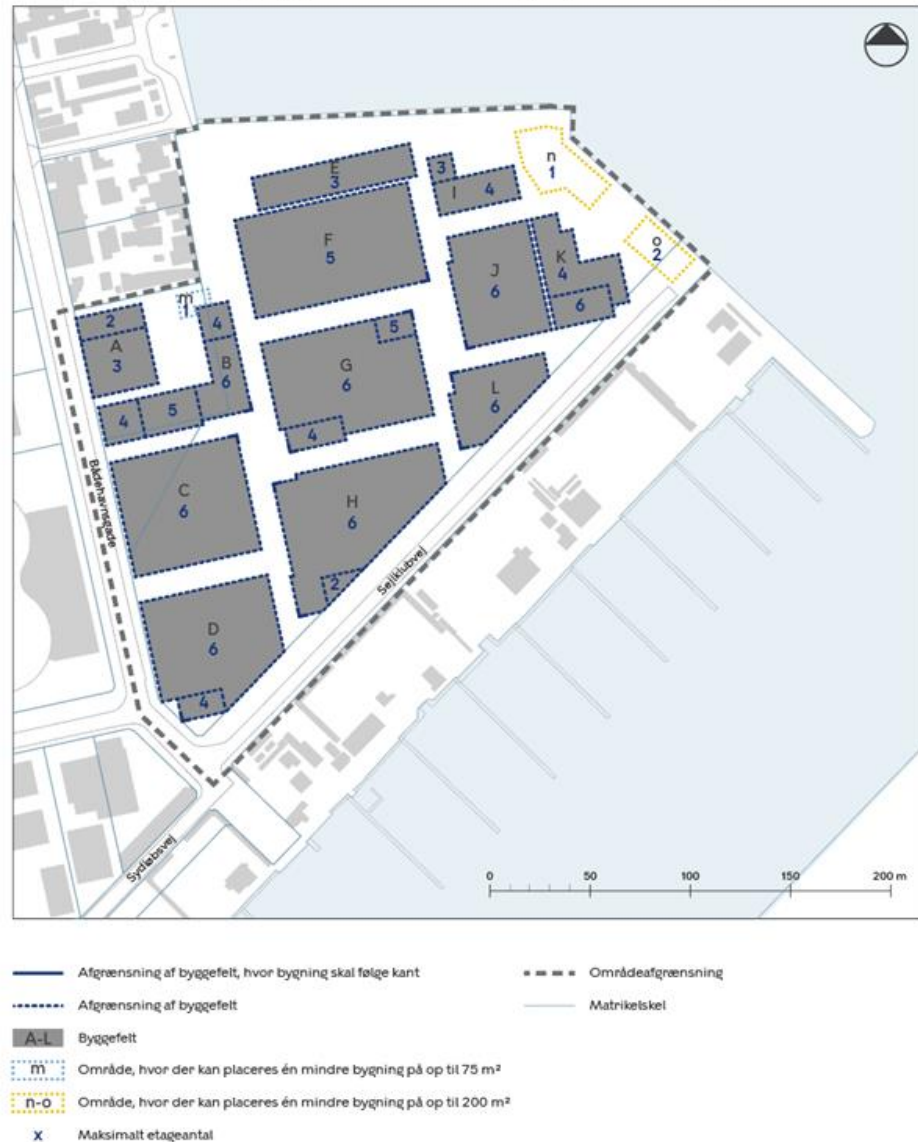 E
3
3
I
4
n
1
F
5
o
2
J
6
K
4
6
m
1
2
A
3
4
B
6
5
G
6
4
L
6
4
5
C
6
H
6
2
D
6
4
Bådehavnsgade
Sejlklubvej
Sydløbsvej
0 50 100 150 200 m
Afgrænsning af byggefelt, hvor bygning skal følge kant
Afgrænsning af byggefelt
A-L Byggefelt
m Område, hvor der kan placeres én mindre bygning på op til 75 m²
n-o Område, hvor der kan placeres én mindre bygning på op til 200 m²
x Maksimalt etageantal
Områdeafgrænsning
Matrikelskel